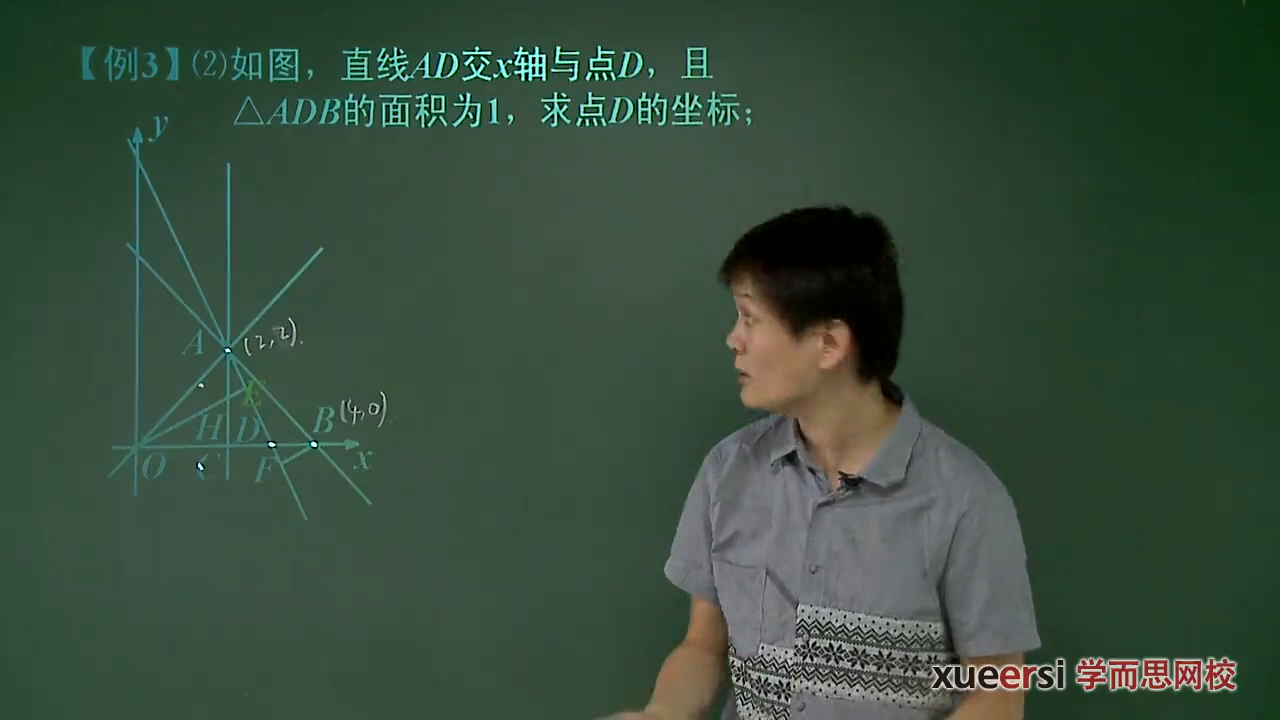 【例3】(2)如图，直线AD交x轴与点D，且
△ADB的面积为1，求点D的坐标；
y
A (2,2).
E
H D B (4,0).
O C F x
xueersi 学而思网校